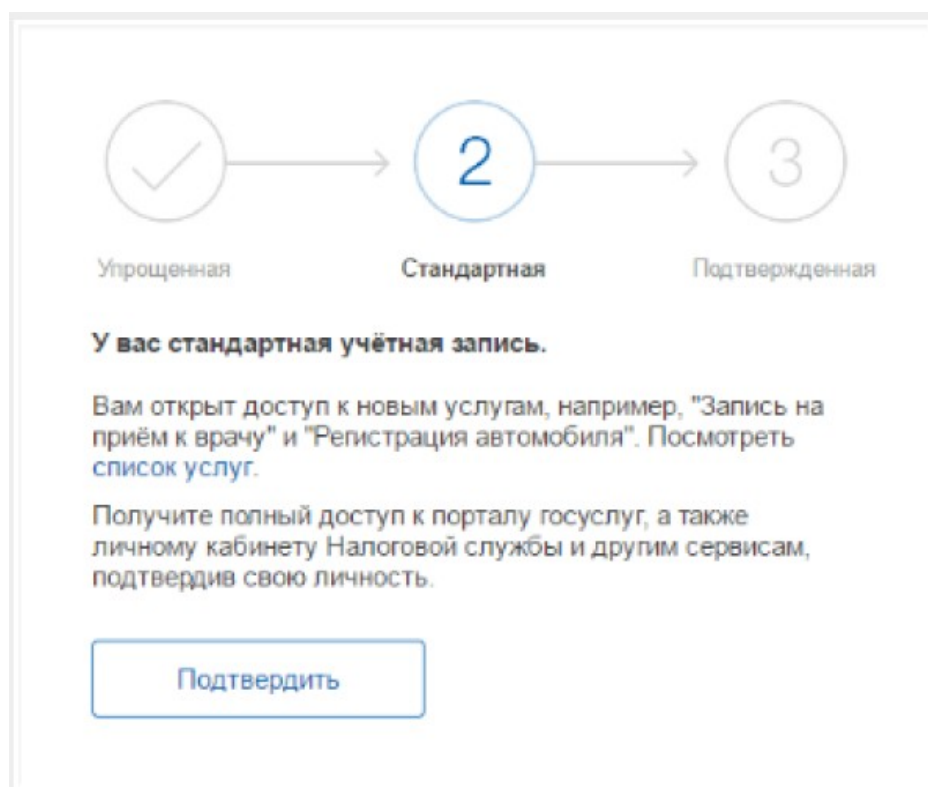 2
3
Упрощенная
Стандартная
Подтвержденная
У вас стандартная учётная запись.
Вам открыт доступ к новым услугам, например, "Запись на
приём к врачу" и "Регистрация автомобиля". Посмотреть
список услуг.
Получите полный доступ к порталу госуслуг, а также
личному кабинету Налоговой службы и другим сервисам,
подтвердив свою личность.
Подтвердить